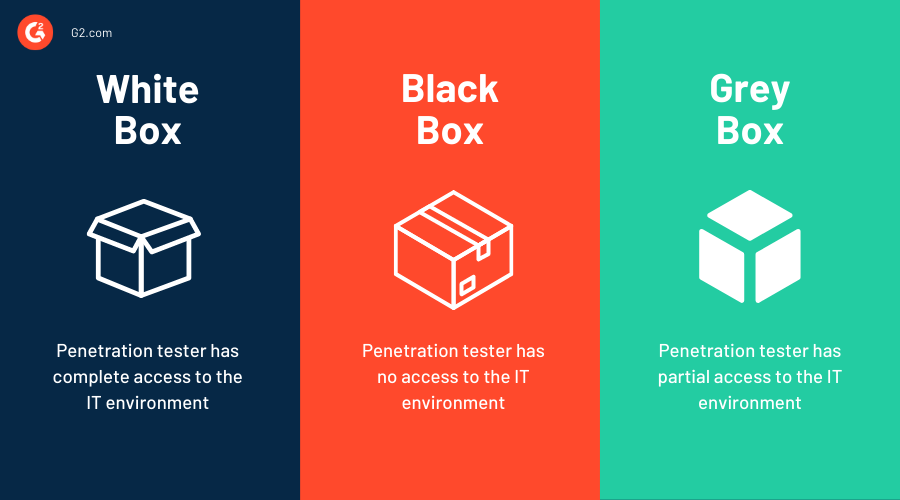 G2
G2.com
White
Box
Penetration tester has
complete access to the
IT environment
Black
Box
Penetration tester has
no access to the IT
environment
Grey
Box
Penetration tester has
partial access to the IT
environment